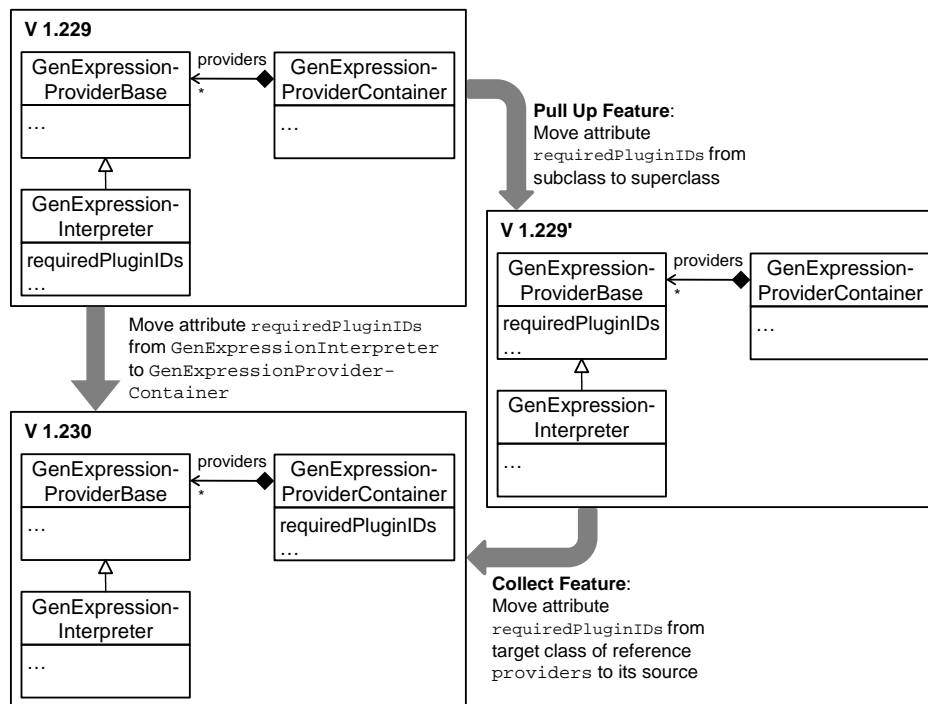 V 1.229
GenExpression-
ProviderBase
…
providers
*
GenExpression-
ProviderContainer
…
GenExpression-
Interpreter
requiredPluginIDs
…
Pull Up Feature:
Move attribute
requiredPluginIDs from
subclass to superclass
V 1.229'
GenExpression-
ProviderBase
requiredPluginIDs
…
providers
*
GenExpression-
ProviderContainer
…
GenExpression-
Interpreter
…
Move attribute requiredPluginIDs
from GenExpressionInterpreter
to GenExpressionProvider-
Container
V 1.230
GenExpression-
ProviderBase
…
providers
*
GenExpression-
ProviderContainer
requiredPluginIDs
…
GenExpression-
Interpreter
…
Collect Feature:
Move attribute
requiredPluginIDs from
target class of reference
providers to its source